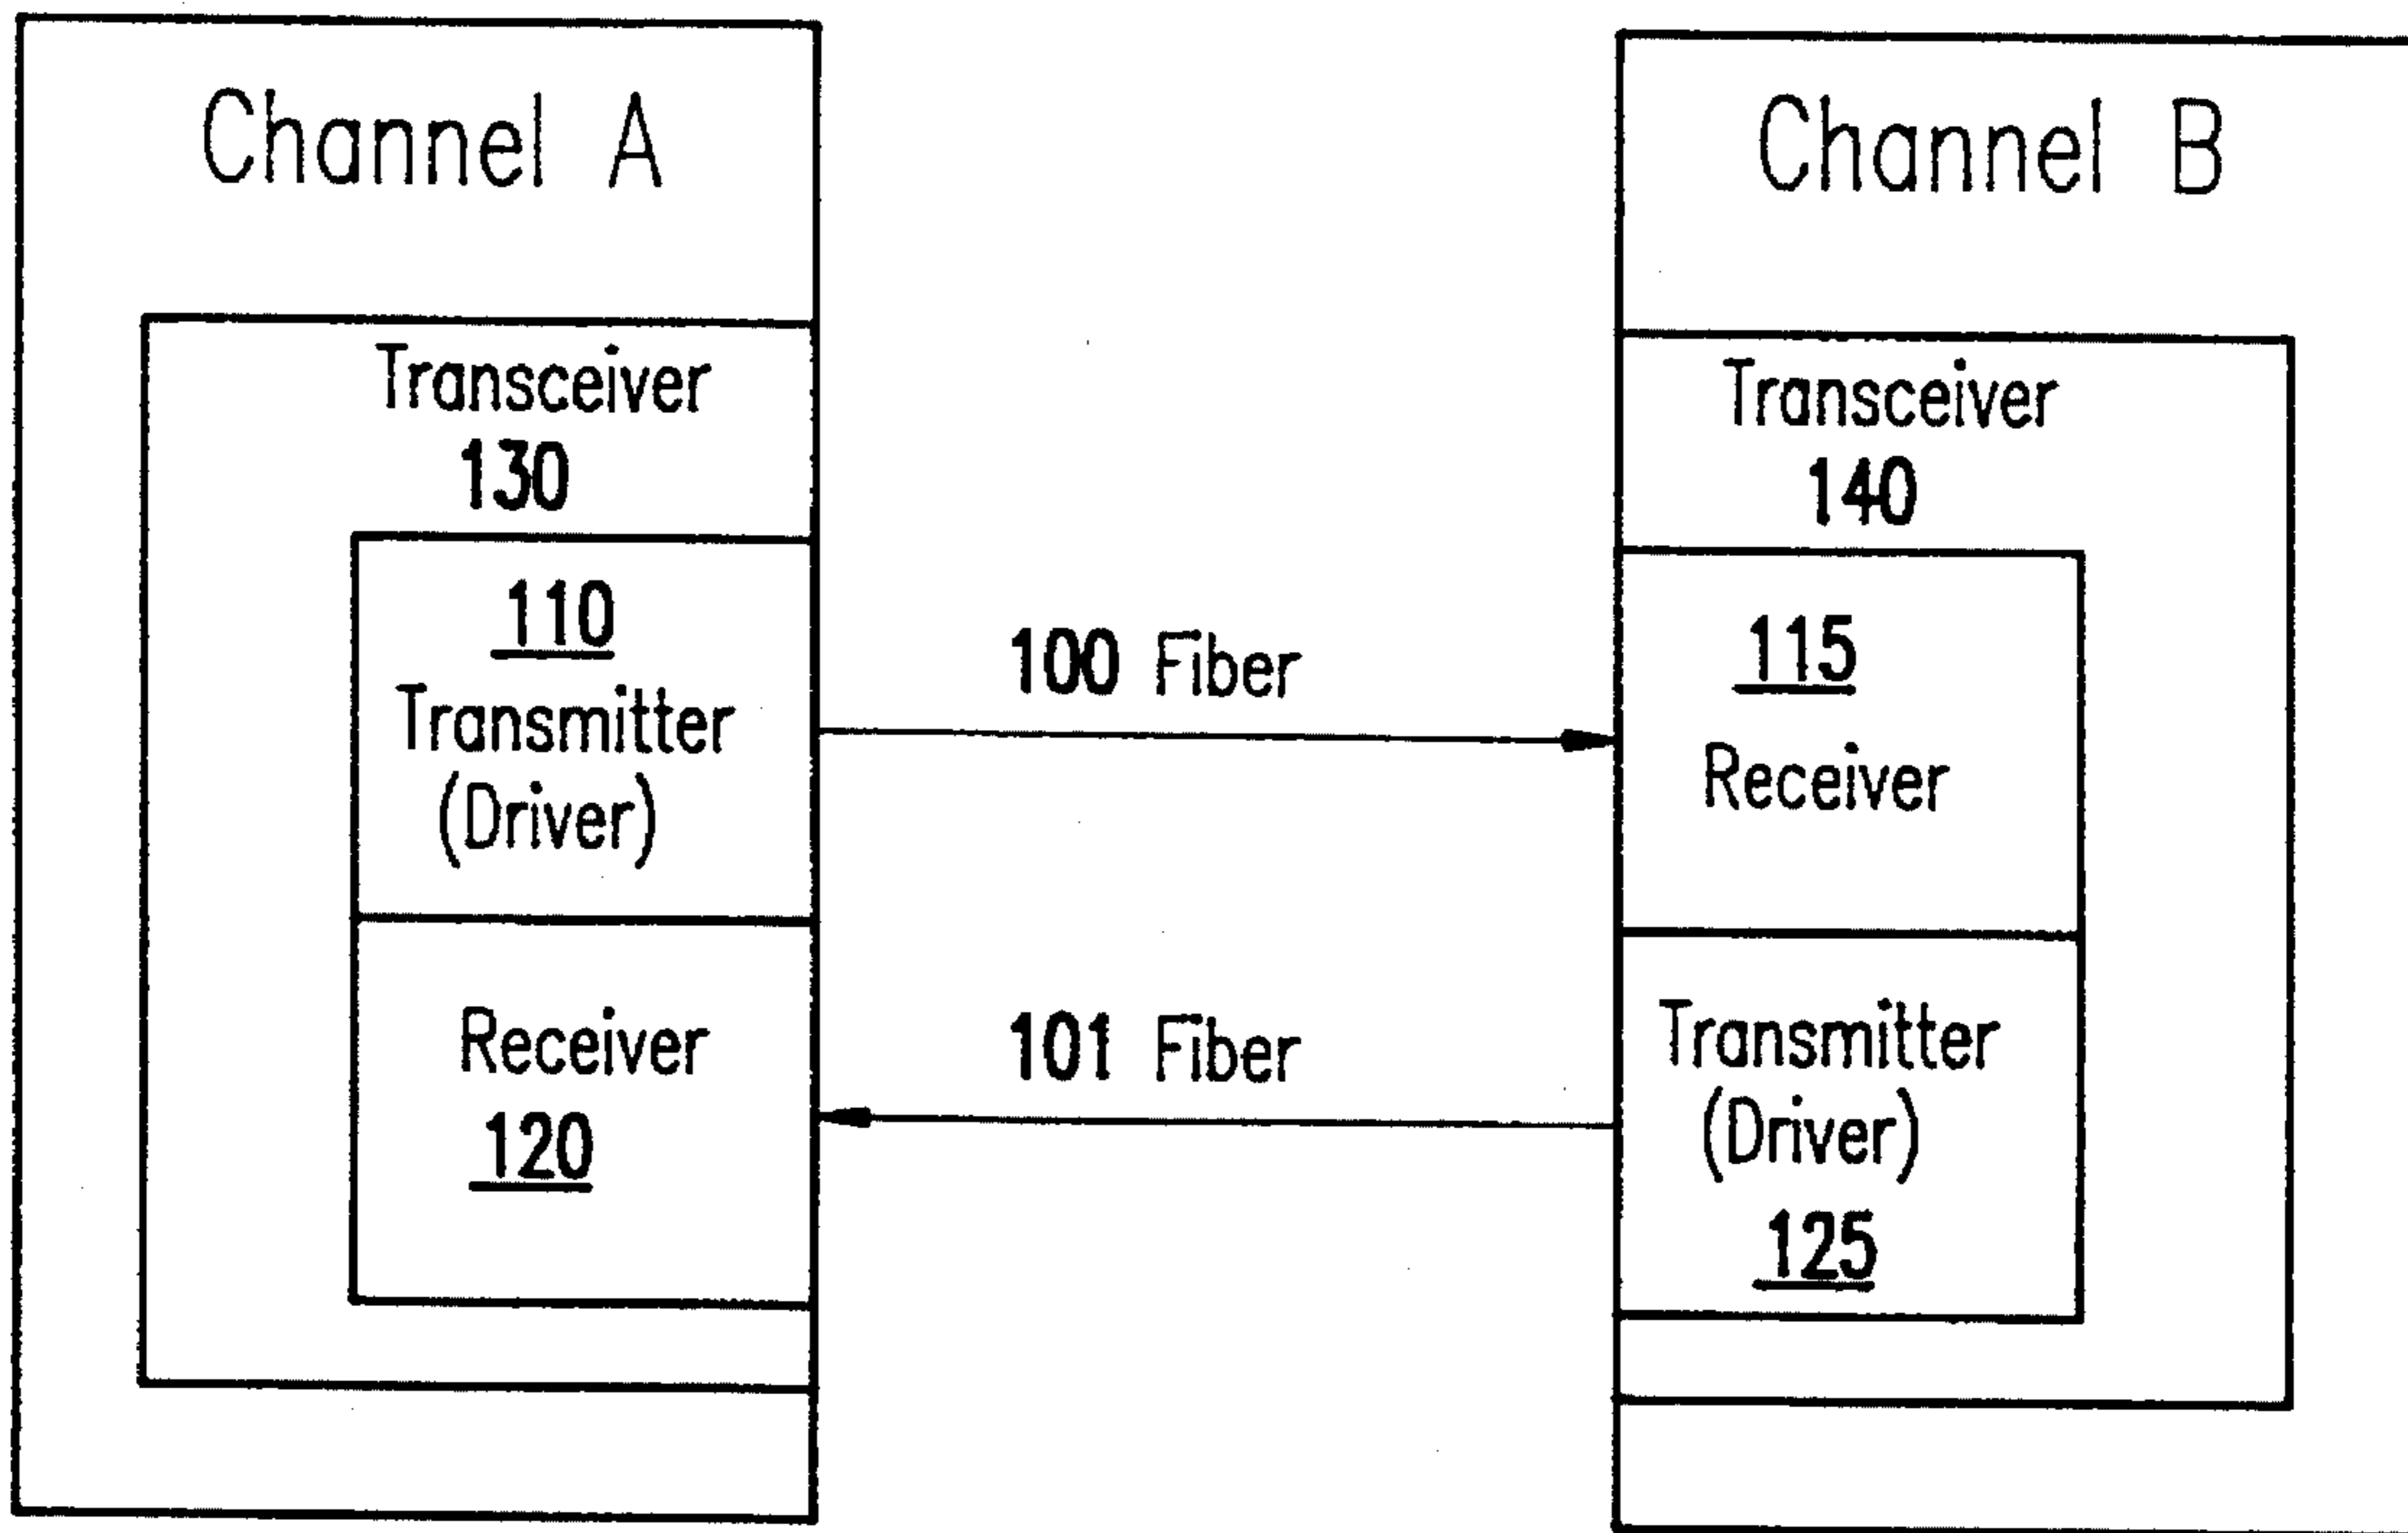 Channel A
Transceiver
130
110
Transmitter
(Driver)
Receiver
120
100 Fiber
101 Fiber
Channel B
Transceiver
140
115
Receiver
Transmitter
(Driver)
125